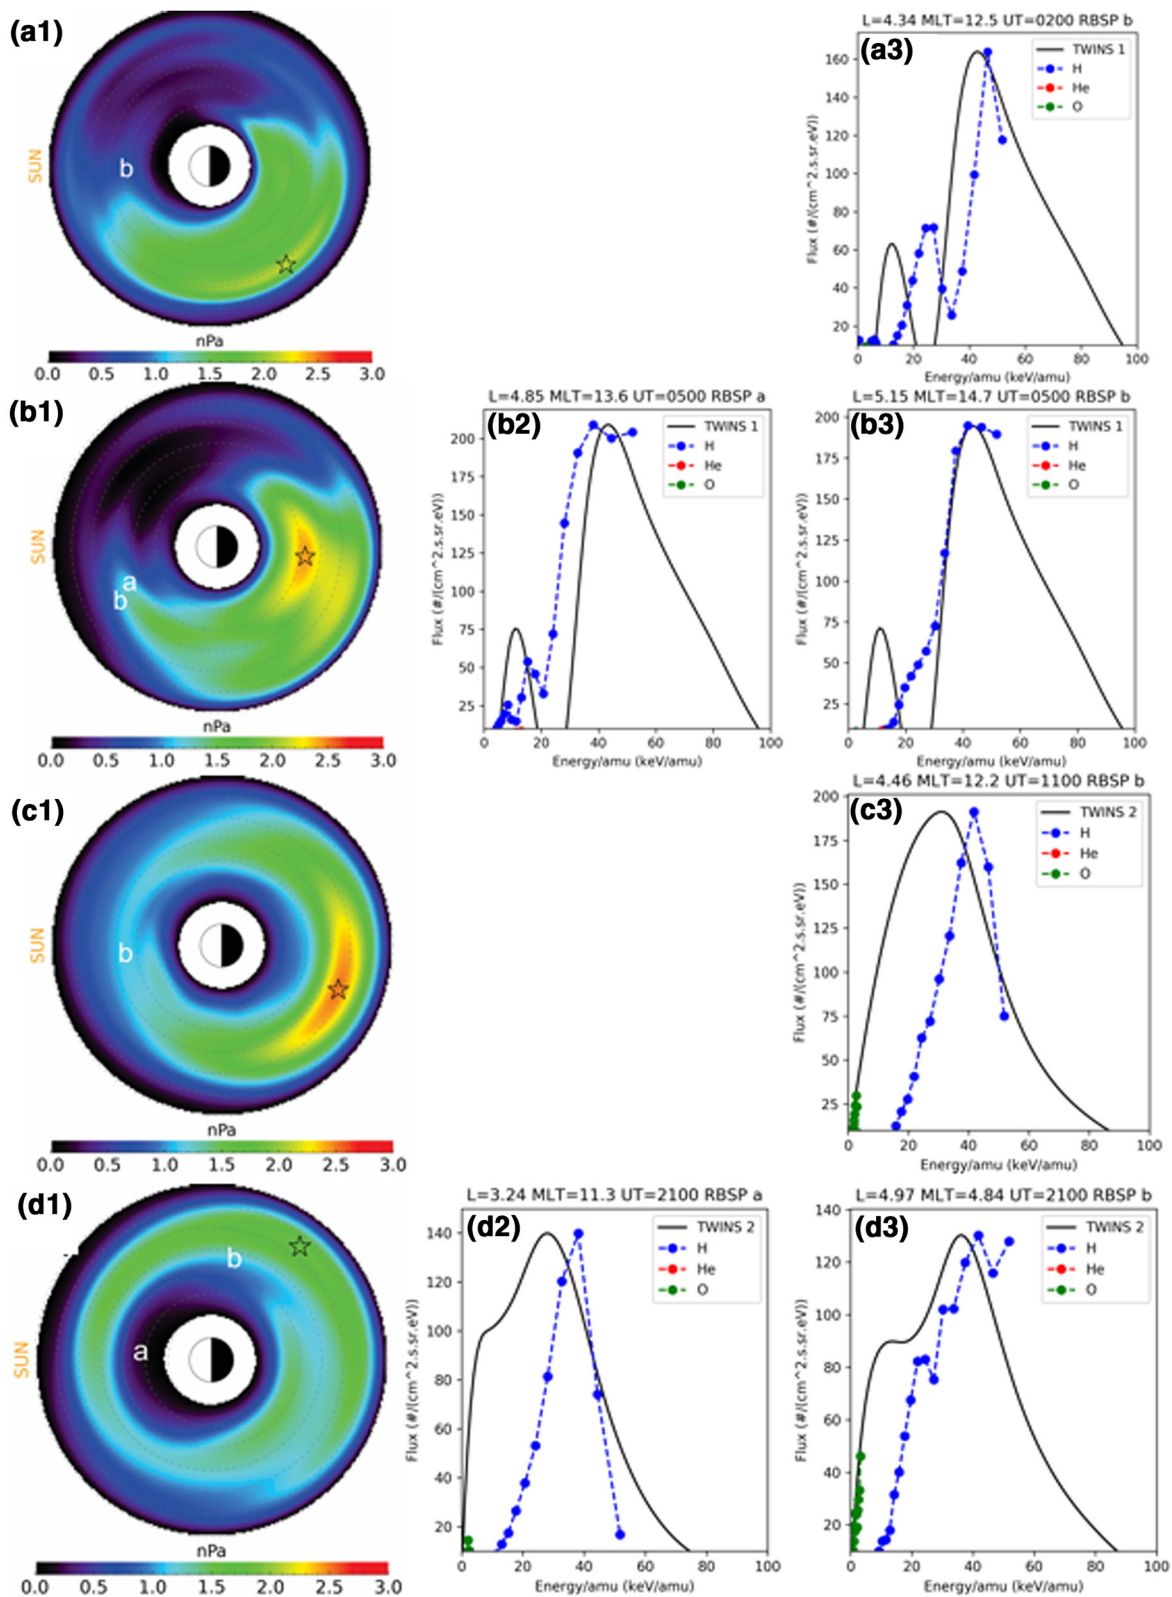 (a1)
SUN
b
nPa
0.0 0.5 1.0 1.5 2.0 2.5 3.0
L=4.34 MLT=12.5 UT=0200 RBSP b
(a3)
TWINS 1
H
He
O
Flux (#/(cm^2.s.sr.eV))
160
140
120
100
80
60
40
20
0 20 40 60 80 100
Energy/amu (keV/amu)
(b1)
SUN
a
b
nPa
0.0 0.5 1.0 1.5 2.0 2.5 3.0
L=4.85 MLT=13.6 UT=0500 RBSP a
(b2)
TWINS 1
H
He
O
Flux (#/(cm^2.s.sr.eV))
200
175
150
125
100
75
50
25
0 20 40 60 80 100
Energy/amu (keV/amu)
L=5.15 MLT=14.7 UT=0500 RBSP b
(b3)
TWINS 1
H
He
O
Flux (#/(cm^2.s.sr.eV))
200
175
150
125
100
75
50
25
0 20 40 60 80 100
Energy/amu (keV/amu)
(c1)
SUN
b
nPa
0.0 0.5 1.0 1.5 2.0 2.5 3.0
L=4.46 MLT=12.2 UT=1100 RBSP b
(c3)
TWINS 2
H
He
O
Flux (#/(cm^2.s.sr.eV))
200
175
150
125
100
75
50
25
0 20 40 60 80 100
Energy/amu (keV/amu)
(d1)
SUN
b
a
nPa
0.0 0.5 1.0 1.5 2.0 2.5 3.0
L=3.24 MLT=11.3 UT=2100 RBSP a
(d2)
TWINS 2
H
He
O
Flux (#/(cm^2.s.sr.eV))
140
120
100
80
60
40
20
0 20 40 60 80 100
Energy/amu (keV/amu)
L=4.97 MLT=4.84 UT=2100 RBSP b
(d3)
TWINS 2
H
He
O
Flux (#/(cm^2.s.sr.eV))
140
120
100
80
60
40
20
0 20 40 60 80 100
Energy/amu (keV/amu)